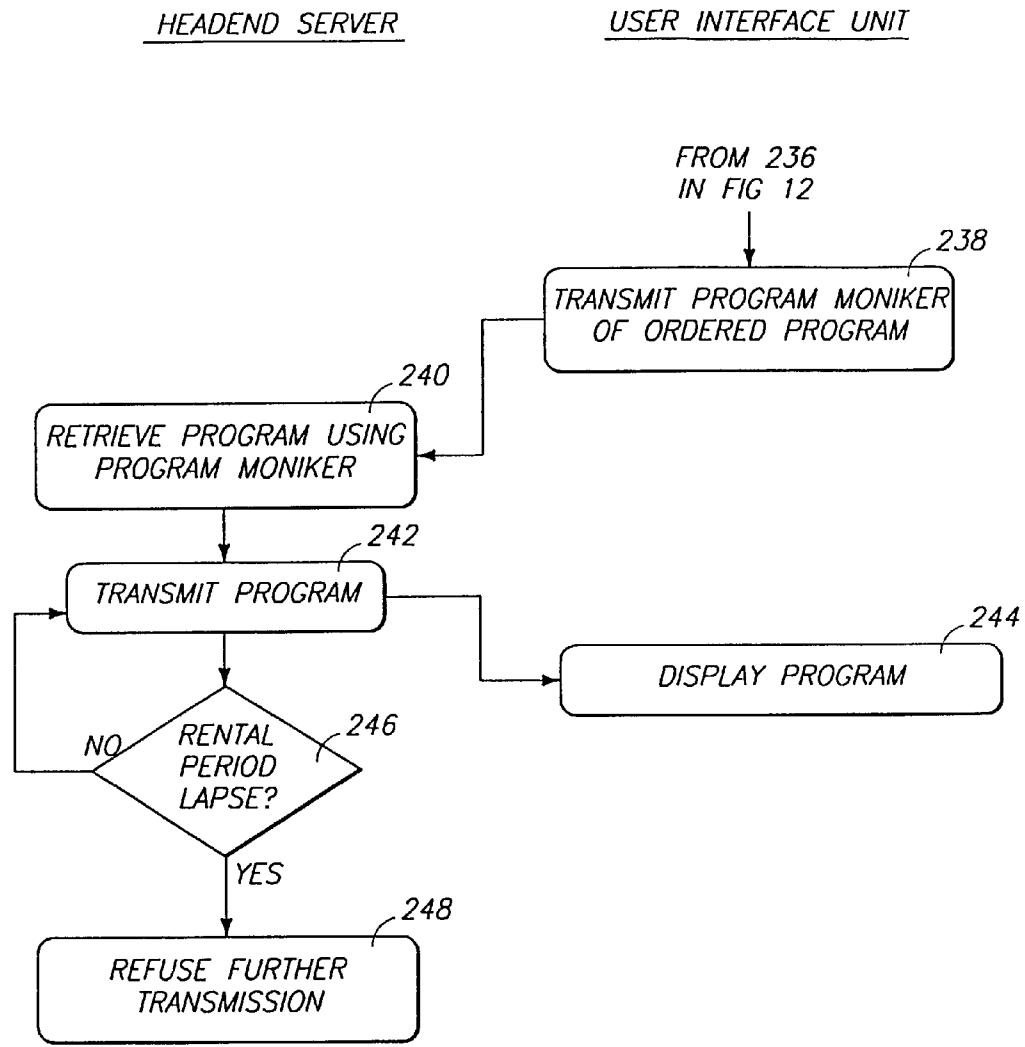 HEADEND SERVER
USER INTERFACE UNIT
FROM 236
IN FIG 12
238
TRANSMIT PROGRAM MONIKER
OF ORDERED PROGRAM
240
RETRIEVE PROGRAM USING
PROGRAM MONIKER
242
TRANSMIT PROGRAM
244
DISPLAY PROGRAM
246
NO
RENTAL
PERIOD
LAPSE?
YES
248
REFUSE FURTHER
TRANSMISSION